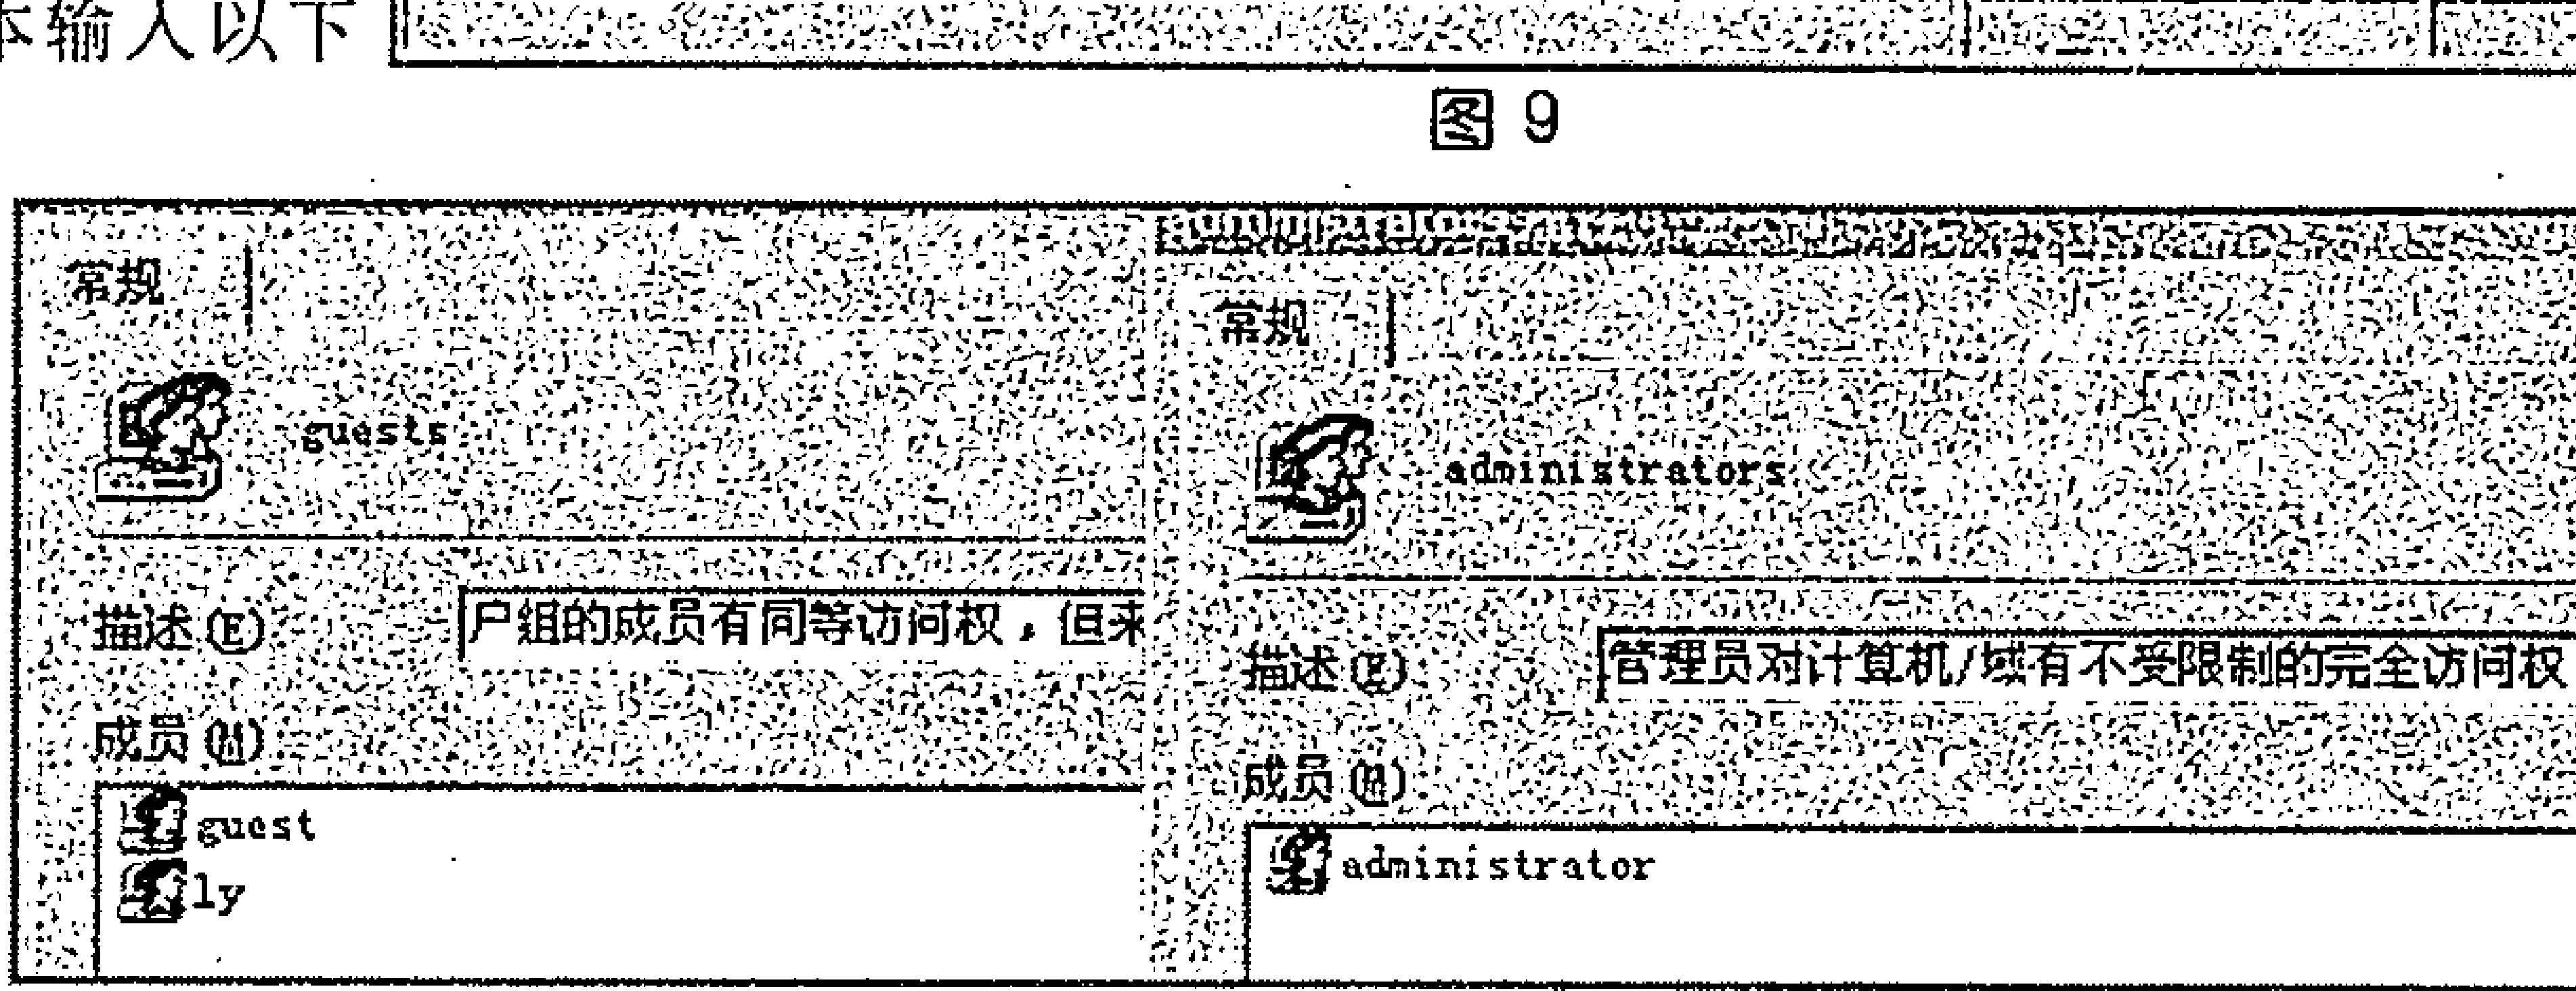 本输入以下
图 9
常规
guests
描述(E)
户组的成员有同等访问权，但来
成员(M)
guest
ly
常规
administrators
描述(E)
管理员对计算机/域有不受限制的完全访问权
成员(M)
administrator